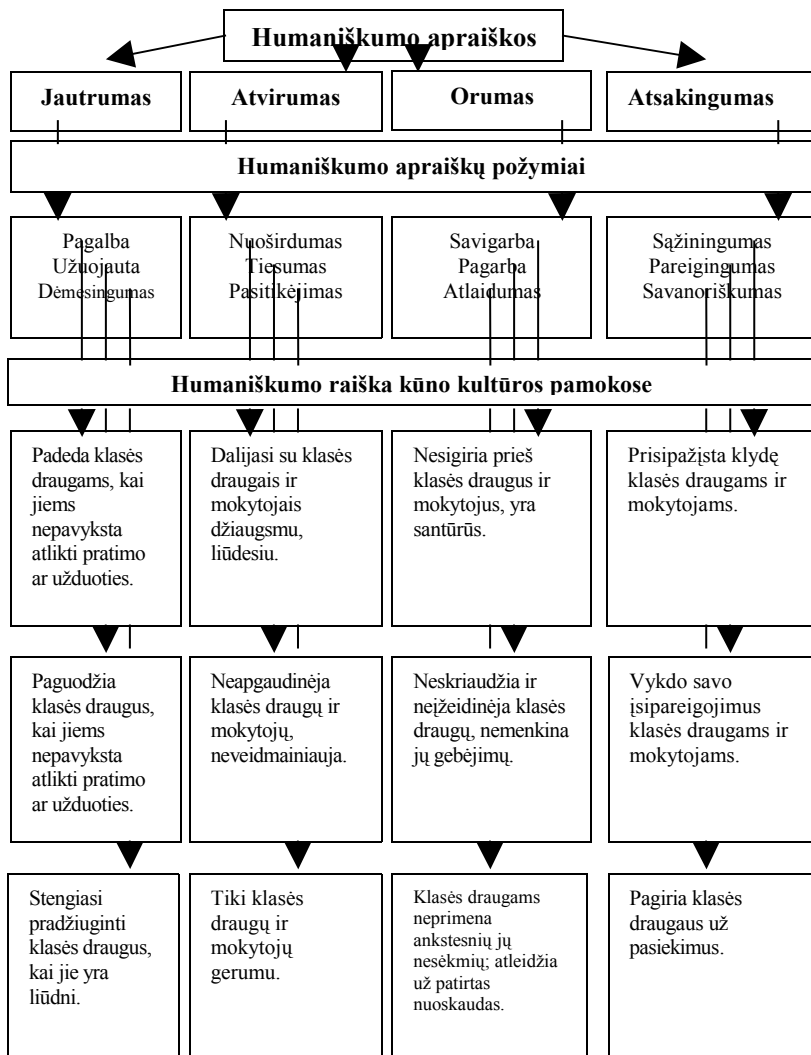 Humaniškumo apraiškos
Jautrumas
Atvirumas
Orumas
Atsakingumas
Humaniškumo apraiškų požymiai
Pagalba
Užuojauta
Dėmesingumas
Nuoširdumas
Tiesumas
Pasitikėjimas
Savigarba
Pagarba
Atlaidumas
Sąžiningumas
Pareigingumas
Savanoriškumas
Humaniškumo raiška kūno kultūros pamokose
Padeda klasės
draugams, kai
jiems
nepavyksta
atlikti pratimo
ar užduoties.
Dalijasi su klasės
draugais ir
mokytojais
džiaugsmu,
liūdesiu.
Nesigiria prieš
klasės draugus ir
mokytojus, yra
santūrūs.
Prisipažįsta klydę
klasės draugams ir
mokytojams.
Paguodžia
klasės draugus,
kai jiems
nepavyksta
atlikti pratimo
ar užduoties.
Neapgaudinėja
klasės draugų ir
mokytojų,
neveidmainiauja.
Neskriaudžia ir
neįžeidinėja klasės
draugų, nemenkina
jų gebėjimų.
Vykdo savo
įsipareigojimus
klasės draugams ir
mokytojams.
Stengiasi
pradžiuginti
klasės draugus,
kai jie yra
liūdni.
Tiki klasės
draugų ir
mokytojų
gerumu.
Klasės draugams
neprimena
ankstesnių jų
nesėkmių; atleidžia
už patirtas
nuoskaudas.
Pagiria klasės
draugaus už
pasiekimus.